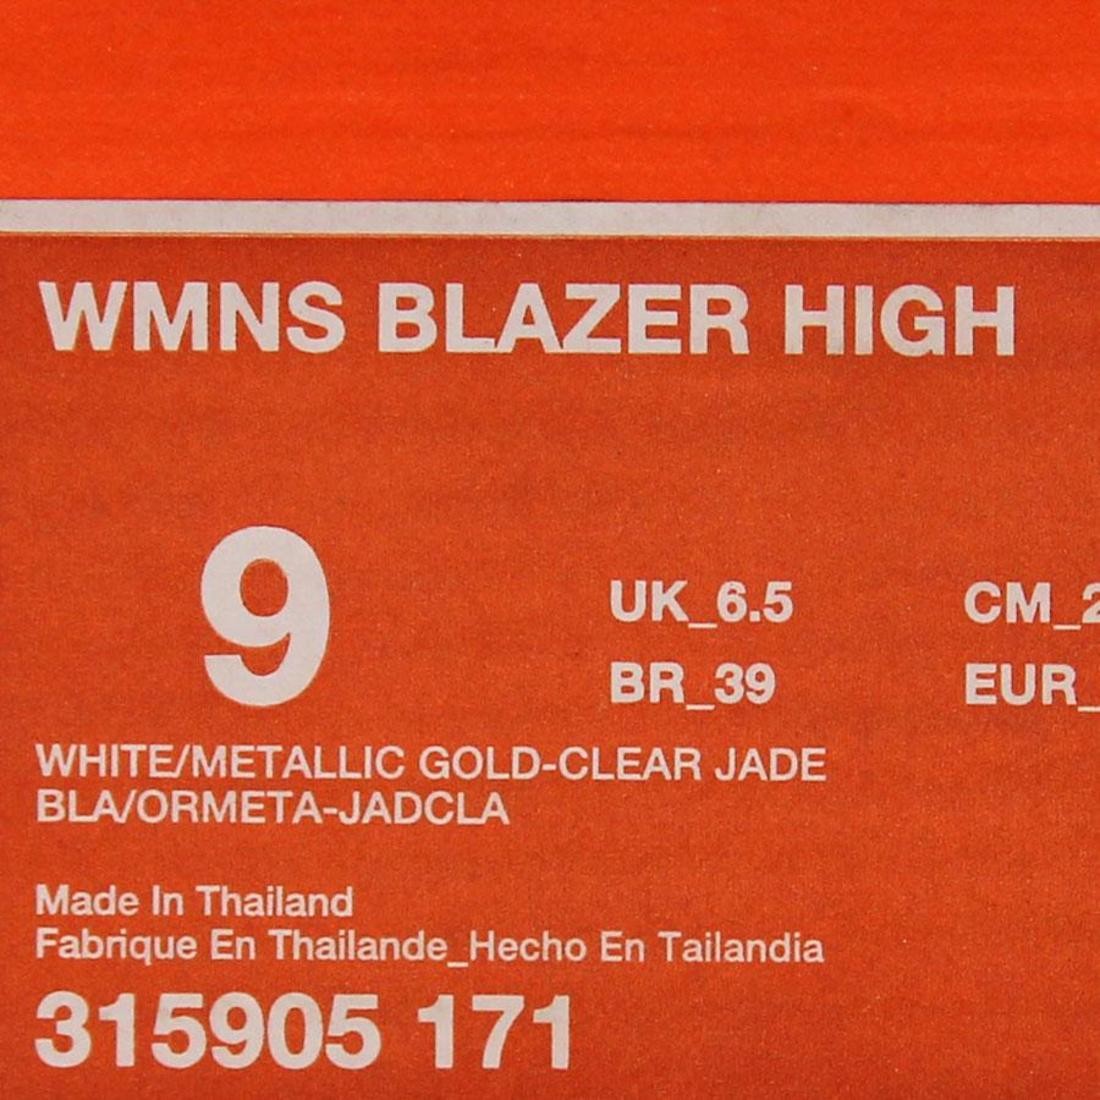 WMNS BLAZER HIGH
9
UK_6.5
BR_39
CM_2
EUR_
WHITE/METALLIC GOLD-CLEAR JADE
BLA/ORMETA-JADCLA
Made In Thailand
Fabrique En Thailande_Hecho En Tailandia
315905 171